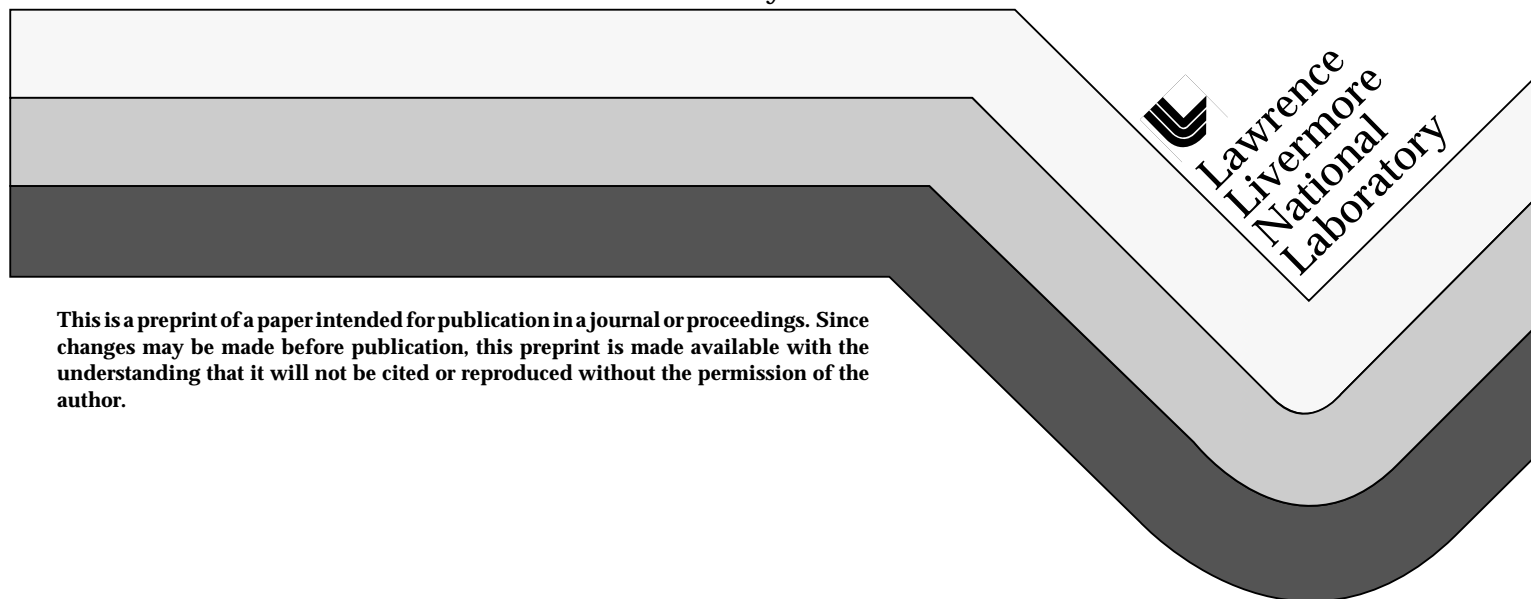 This is a preprint of a paper intended for publication in a journal or proceedings. Since
changes may be made before publication, this preprint is made available with the
understanding that it will not be cited or reproduced without the permission of the
author.
Lawrence
Livermore
National
Laboratory